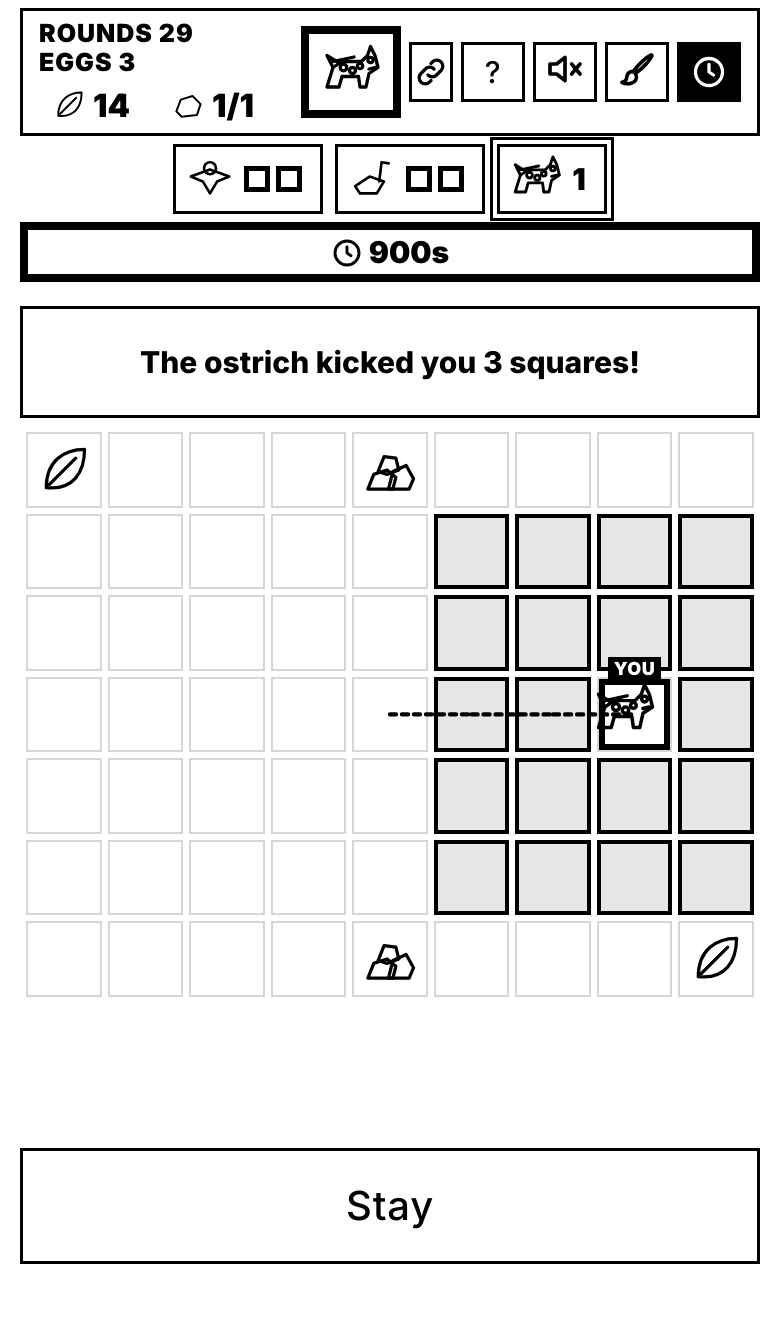 ROUNDS 29
EGGS 3
14
1/1
?
1
900s
The ostrich kicked you 3 squares!
YOU
Stay